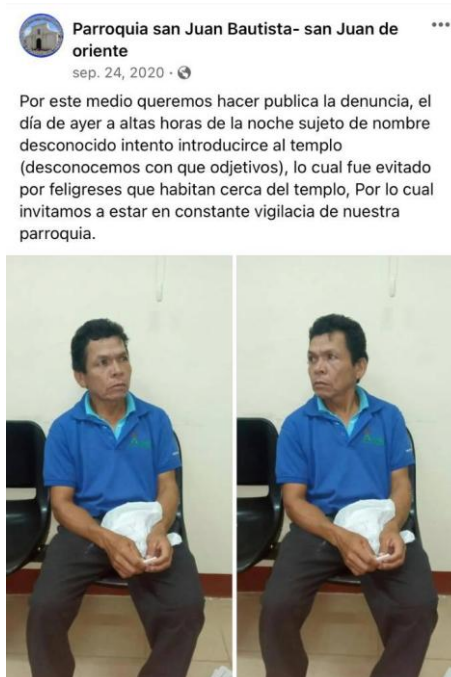 Parroquia san Juan Bautista- san Juan de
oriente
sep. 24, 2020 ·
Por este medio queremos hacer publica la denuncia, el
día de ayer a altas horas de la noche sujeto de nombre
desconocido intento introducirce al templo
(desconocemos con que odjetivos), lo cual fue evitado
por feligreses que habitan cerca del templo, Por lo cual
invitamos a estar en constante vigilacia de nuestra
parroquia.